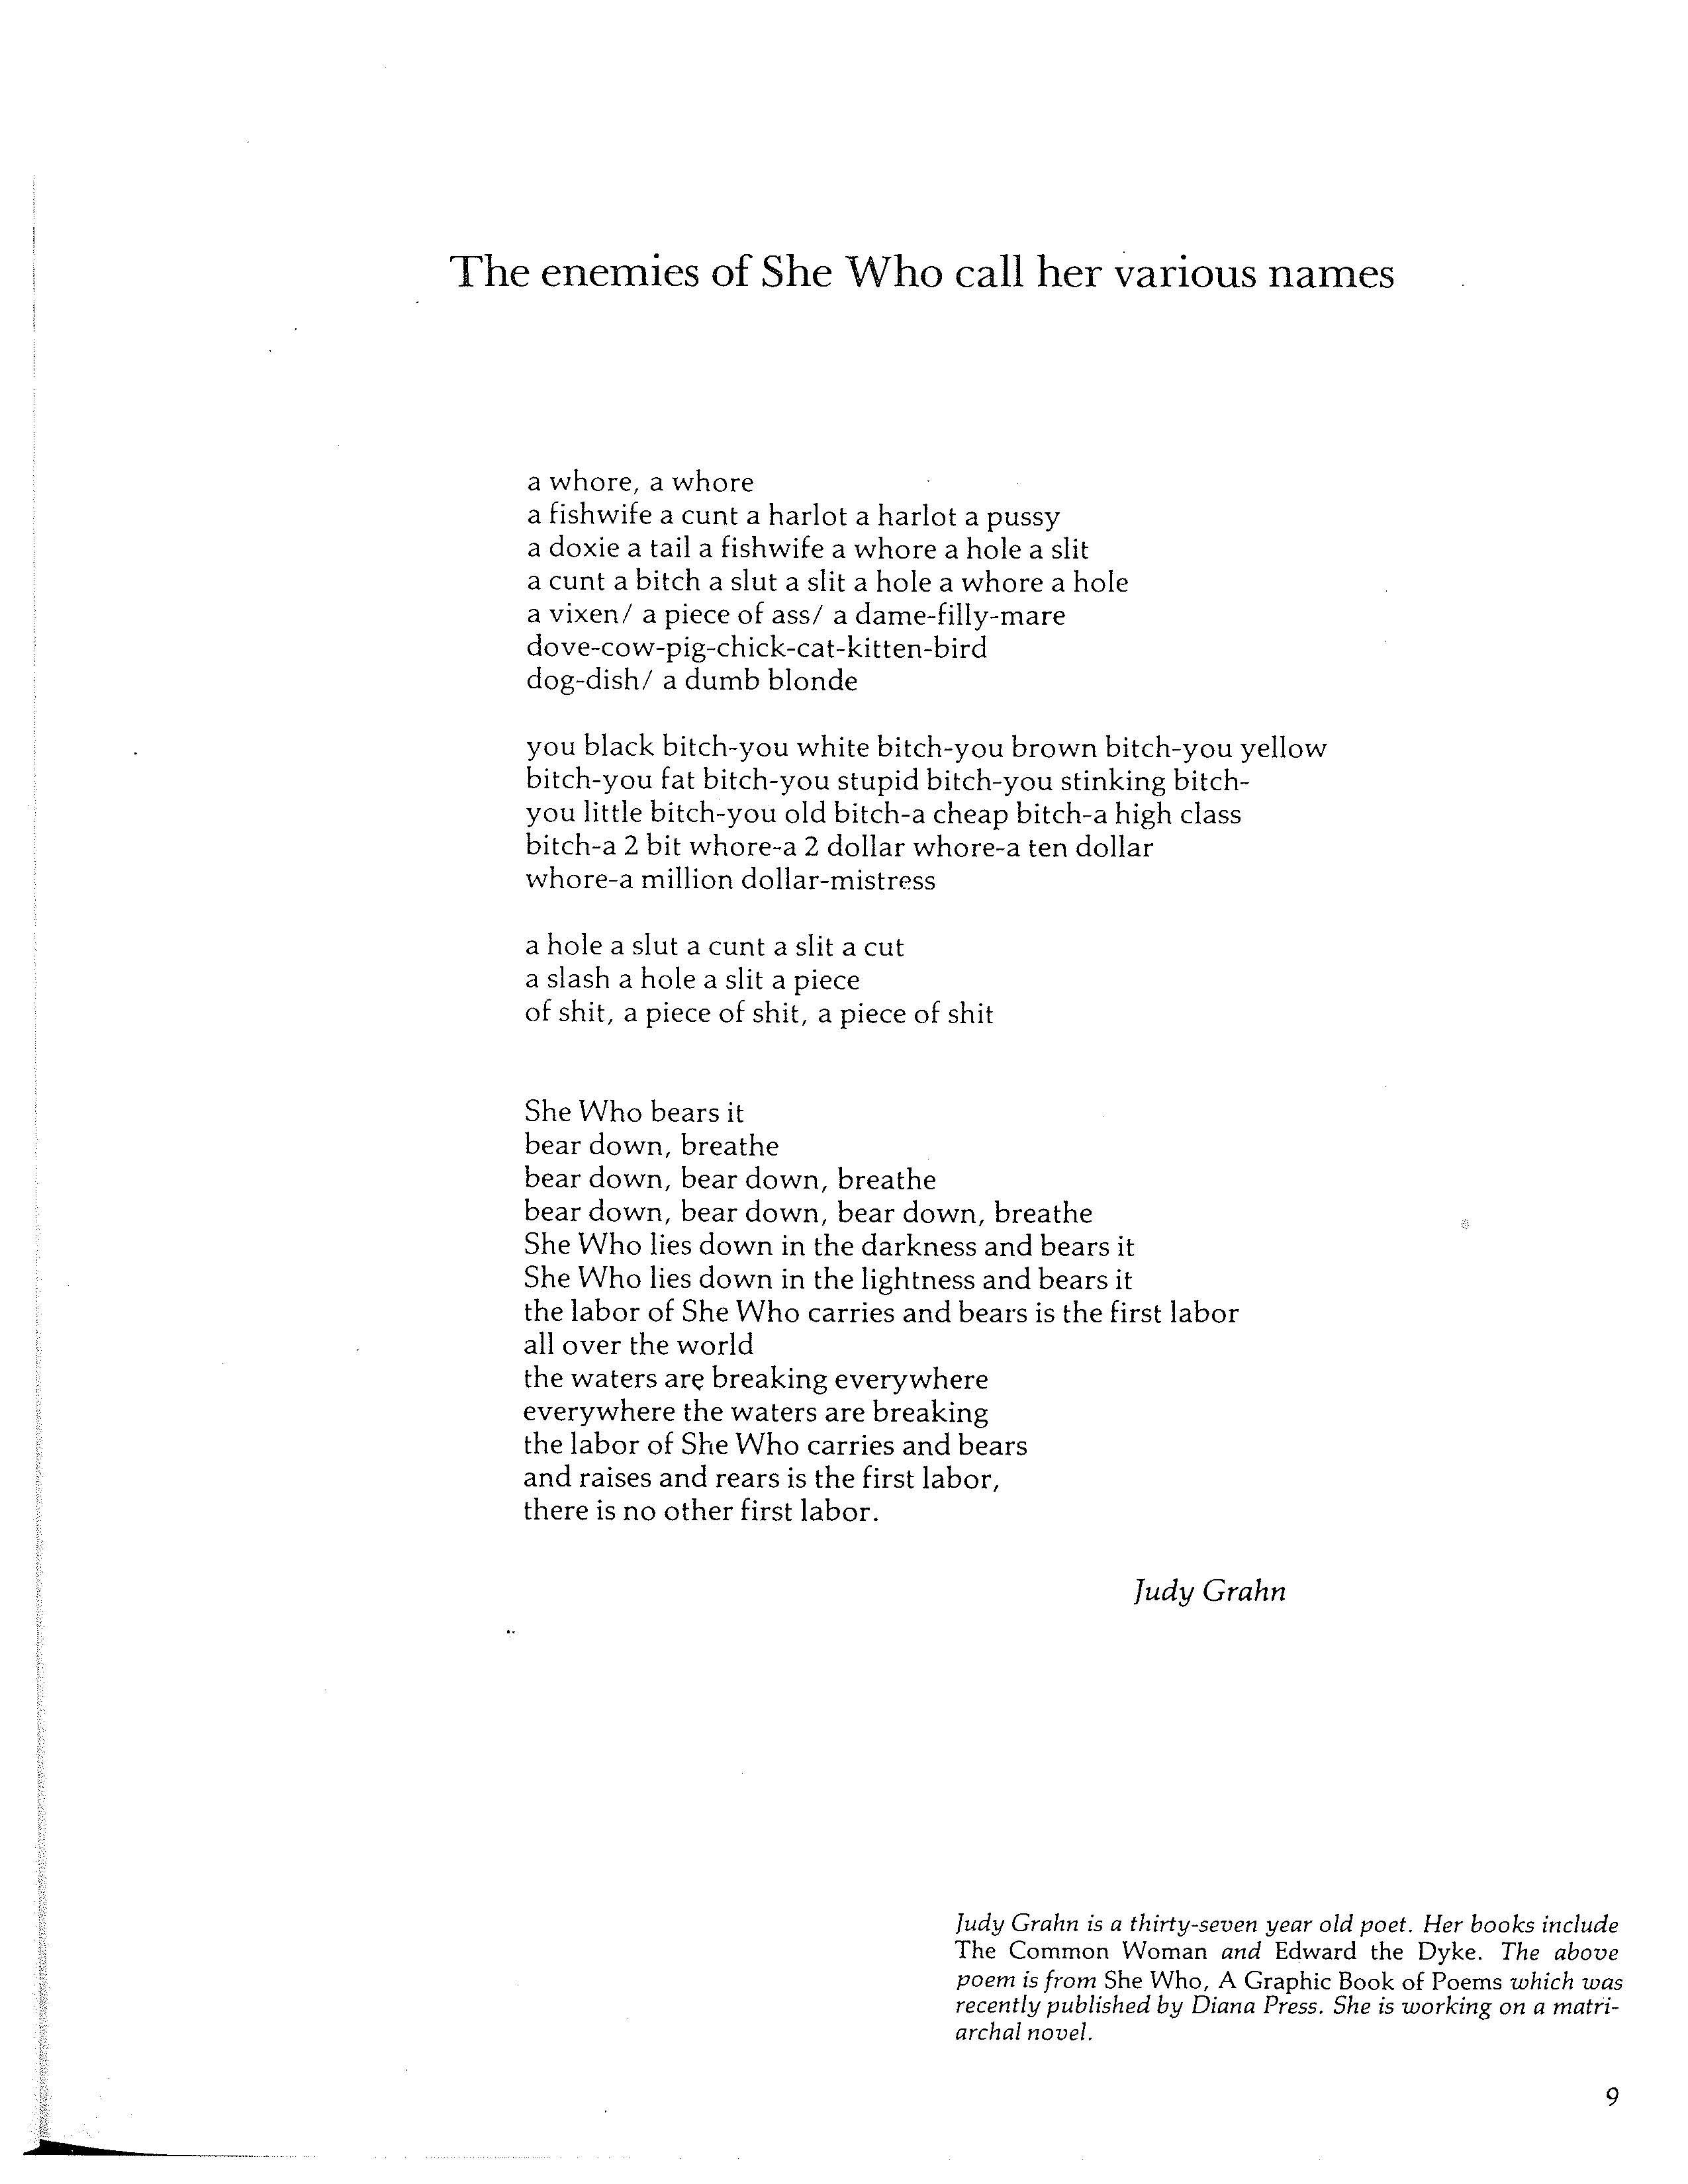 The enemies of She Who call her various names
a whore, a whore
a fishwife a cunt a harlot a harlot a pussy
a doxie a tail a fishwife a whore a hole a slit
a cunt a bitch a slut a slit a hole a whore a hole
a vixen/ a piece of ass/ a dame-filly-mare
dove-cow-pig-chick-cat-kitten-bird
dog-dish/ a dumb blonde
you black bitch-you white bitch-you brown bitch-you yellow
bitch-you fat bitch-you stupid bitch-you stinking bitch-
you little bitch-you old bitch-a cheap bitch-a high class
bitch-a 2 bit whore-a 2 dollar whore-a ten dollar
whore-a million dollar-mistress
a hole a slut a cunt a slit a cut
a slash a hole a slit a piece
of shit, a piece of shit, a piece of shit
She Who bears it
bear down, breathe
bear down, bear down, breathe
bear down, bear down, bear down, breathe
She Who lies down in the darkness and bears it
She Who lies down in the lightness and bears it
the labor of She Who carries and bears is the first labor
all over the world
the waters are breaking everywhere
everywhere the waters are breaking
the labor of She Who carries and bears
and raises and rears is the first labor,
there is no other first labor.
Judy Grahn
Judy Grahn is a thirty-seven year old poet. Her books include
The Common Woman and Edward the Dyke. The above
poem is from She Who, A Graphic Book of Poems which was
recently published by Diana Press. She is working on a matri-
archal novel.
9